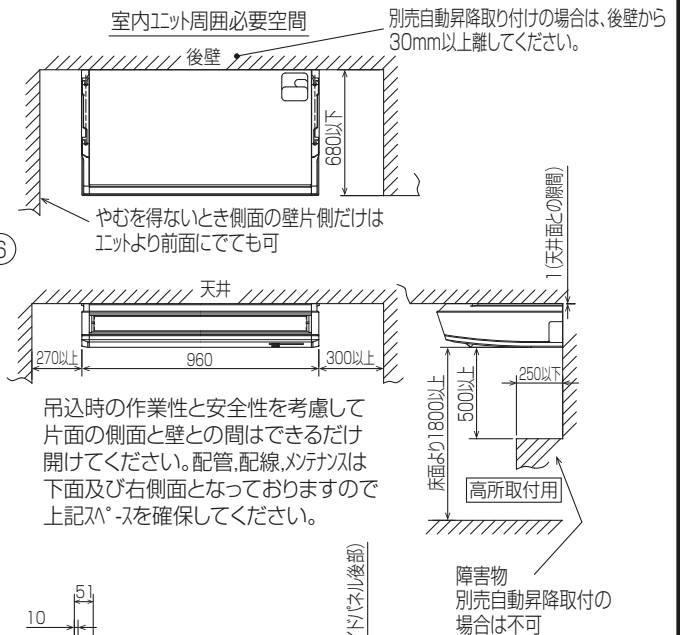 室内ユニット周囲必要空間
別売自動昇降取り付けの場合は、後壁から
30mm以上離してください。
後壁
680以下
やむを得ないとき側面の壁片側だけは
ユニットより前面にでても可
6
1(天井面との隙間)
天井
270以上
960
300以上
250以下
500以上
床面より1800以上
吊込時の作業性と安全性を考慮して
片面の側面と壁との間はできるだけ
開けてください。配管,配線,メンテナンスは
下面及び右側面となっておりますので
上記スペースを確保してください。
高所取付用
障害物
別売自動昇降取付の
場合は不可
51
10
イドパネル後部)